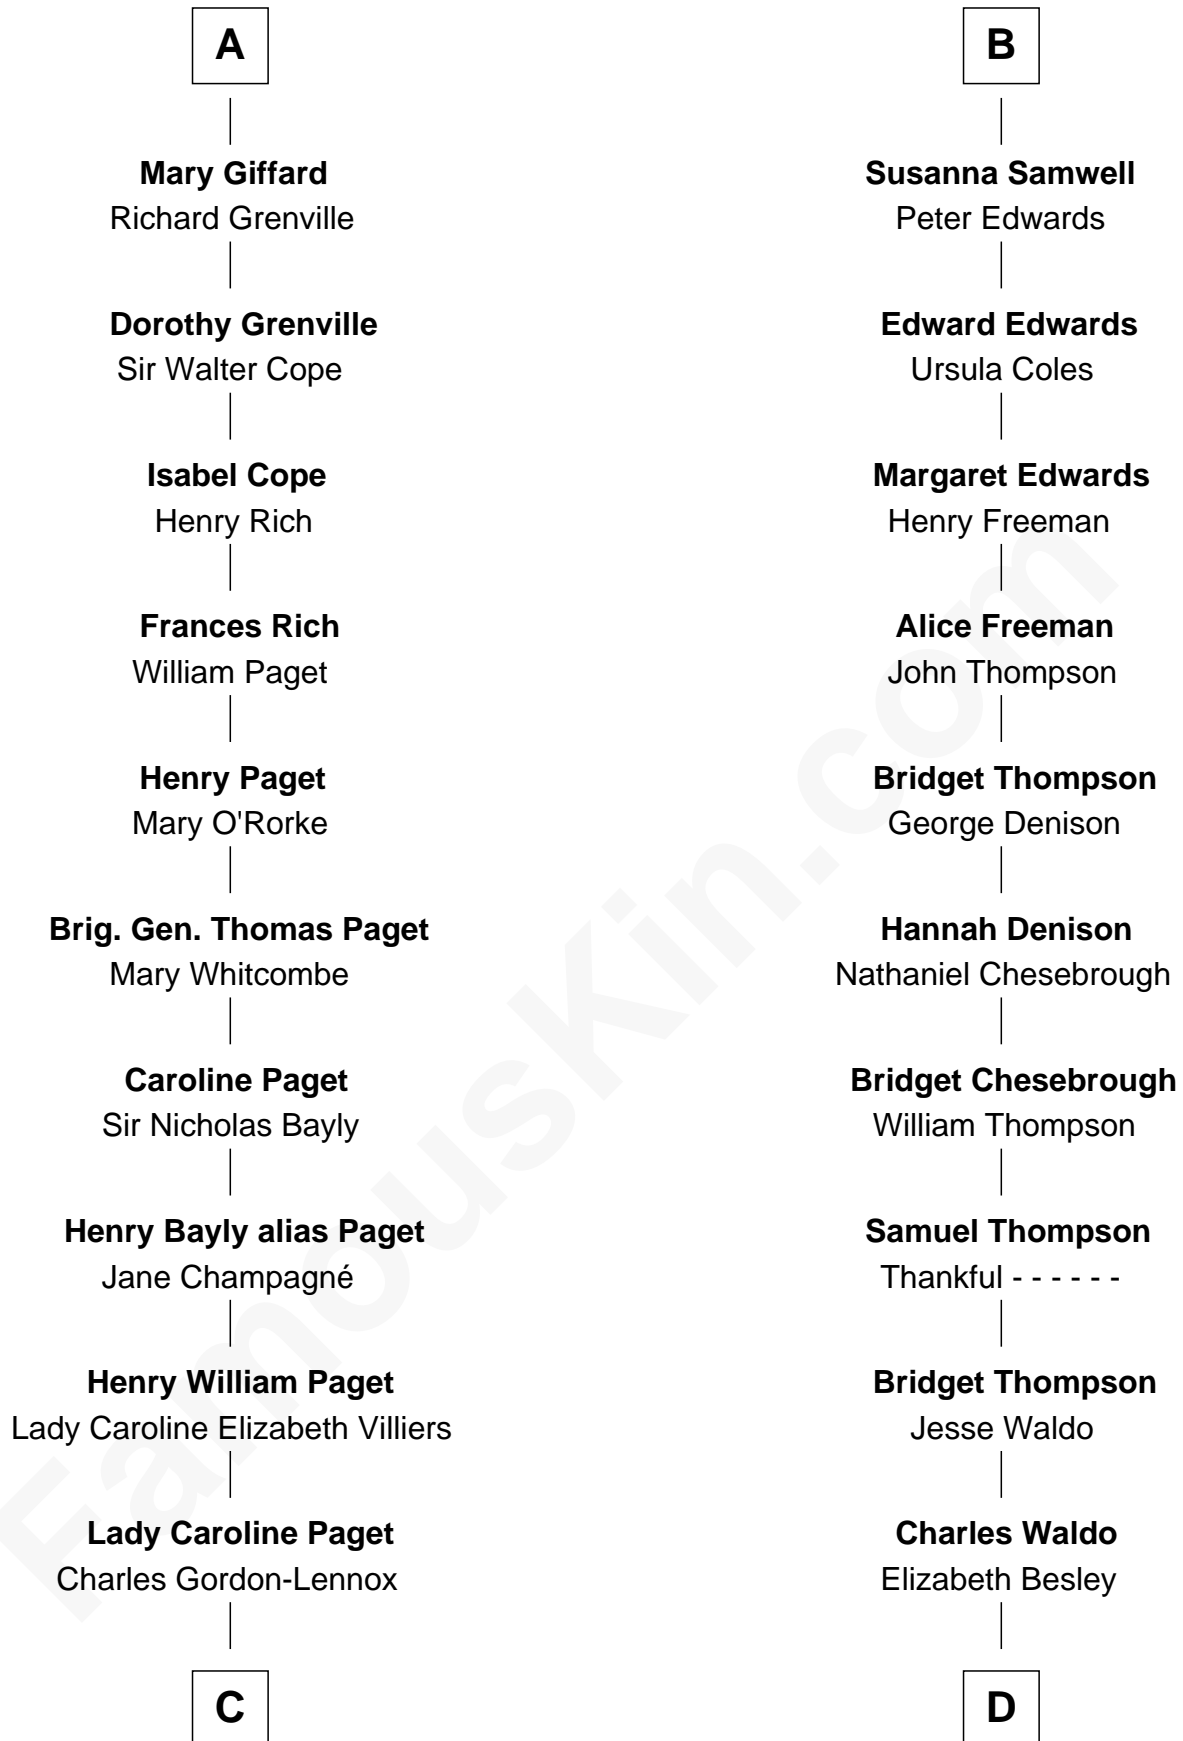 A
Mary Giffard
Richard Grenville
Dorothy Grenville
Sir Walter Cope
Isabel Cope
Henry Rich
Frances Rich
William Paget
Henry Paget
Mary O'Rorke
Brig. Gen. Thomas Paget
Mary Whitcombe
Caroline Paget
Sir Nicholas Bayly
Henry Bayly alias Paget
Jane Champagné
Henry William Paget
Lady Caroline Elizabeth Villiers
Lady Caroline Paget
Charles Gordon-Lennox
C
B
Susanna Samwell
Peter Edwards
Edward Edwards
Ursula Coles
Margaret Edwards
Henry Freeman
Alice Freeman
John Thompson
Bridget Thompson
George Denison
Hannah Denison
Nathaniel Chesebrough
Bridget Chesebrough
William Thompson
Samuel Thompson
Thankful - - - - - -
Bridget Thompson
Jesse Waldo
Charles Waldo
Elizabeth Besley
D
FamousKin.com